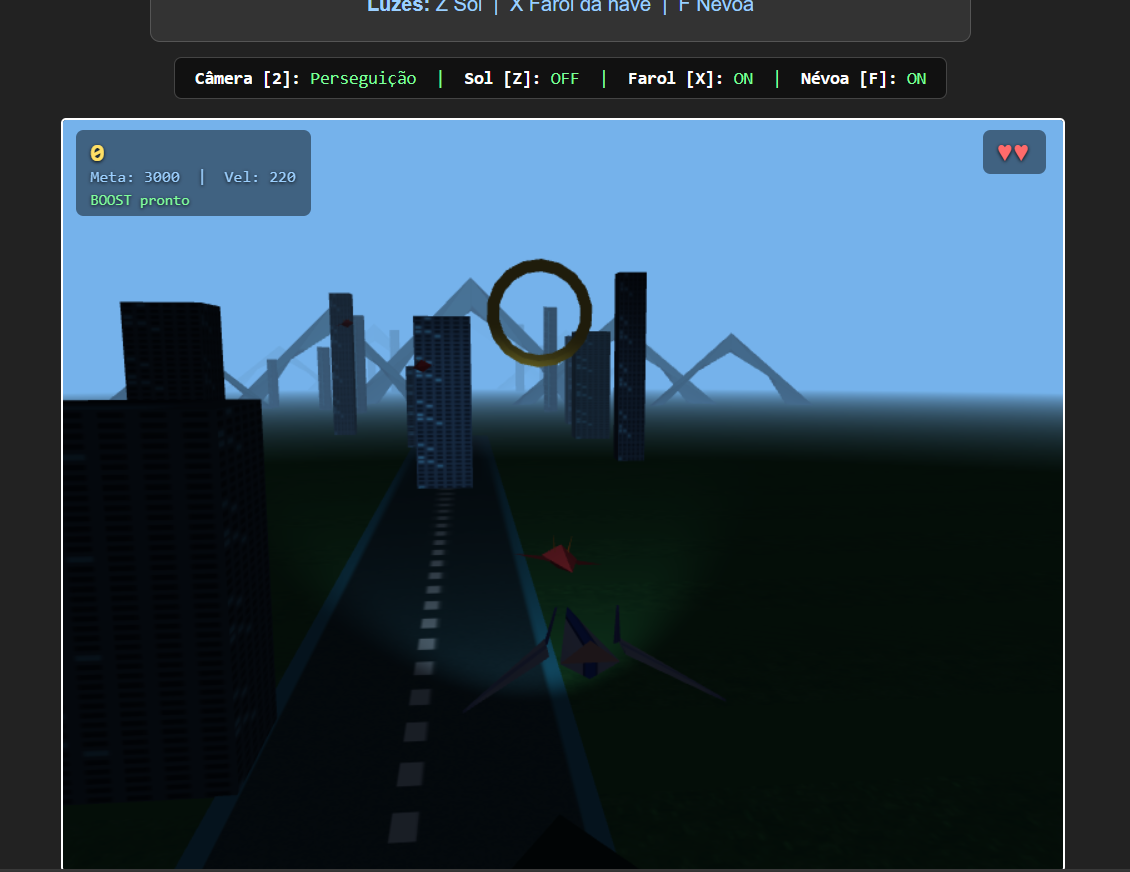 Luzes: Z Sol | X Farol da nave | F Névoa
Câmera [2]: Perseguição | Sol [Z]: OFF | Farol [X]: ON | Névoa [F]: ON
0
Meta: 3000 | Vel: 220
BOOST pronto
♥♥